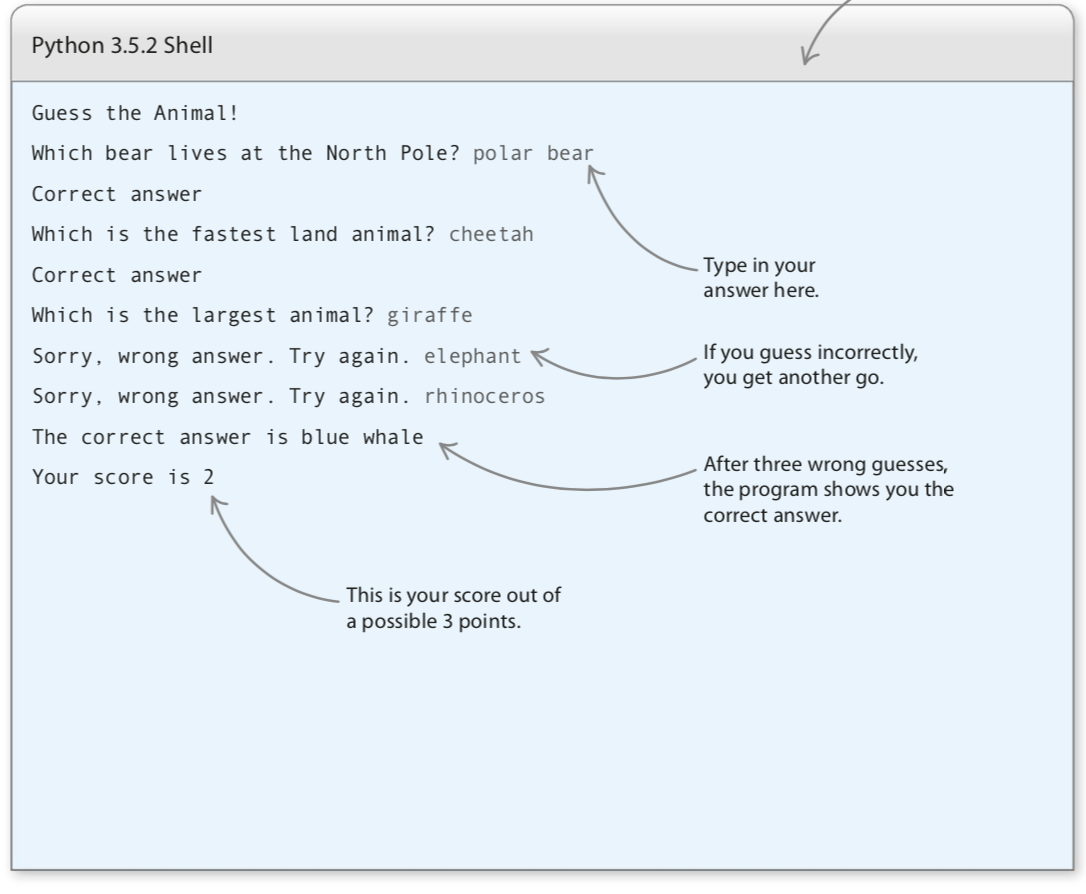 Python 3.5.2 Shell
Guess the Animal!
Which bear lives at the North Pole? polar bear
Correct answer
Which is the fastest land animal? cheetah
Correct answer
Type in your
answer here.
Which is the largest animal? giraffe
Sorry, wrong answer. Try again. elephant
If you guess incorrectly,
you get another go.
Sorry, wrong answer. Try again. rhinoceros
The correct answer is blue whale
After three wrong guesses,
the program shows you the
correct answer.
Your score is 2
This is your score out of
a possible 3 points.